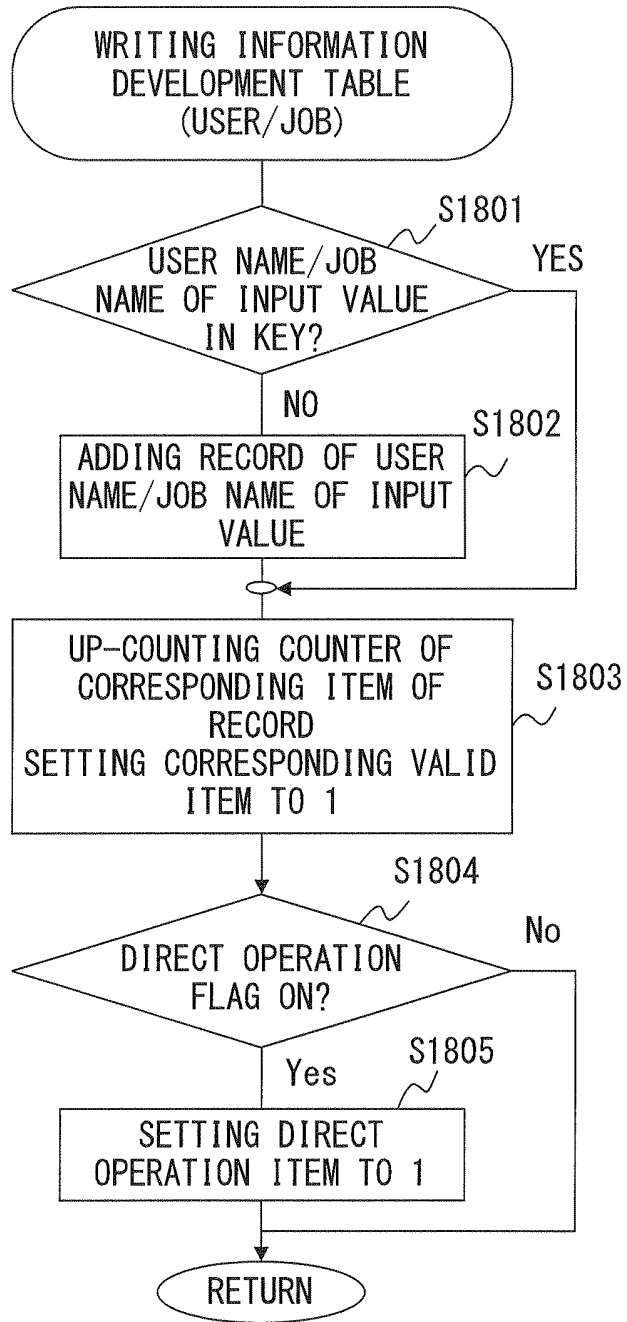 WRITING INFORMATION
DEVELOPMENT TABLE
(USER/JOB)
S1801
USER NAME/JOB
NAME OF INPUT VALUE
IN KEY?
YES
NO
S1802
ADDING RECORD OF USER
NAME/JOB NAME OF INPUT
VALUE
UP-COUNTING COUNTER OF
CORRESPONDING ITEM OF
RECORD
SETTING CORRESPONDING VALID
ITEM TO 1
S1803
S1804
DIRECT OPERATION
FLAG ON?
No
Yes
S1805
SETTING DIRECT
OPERATION ITEM TO 1
RETURN